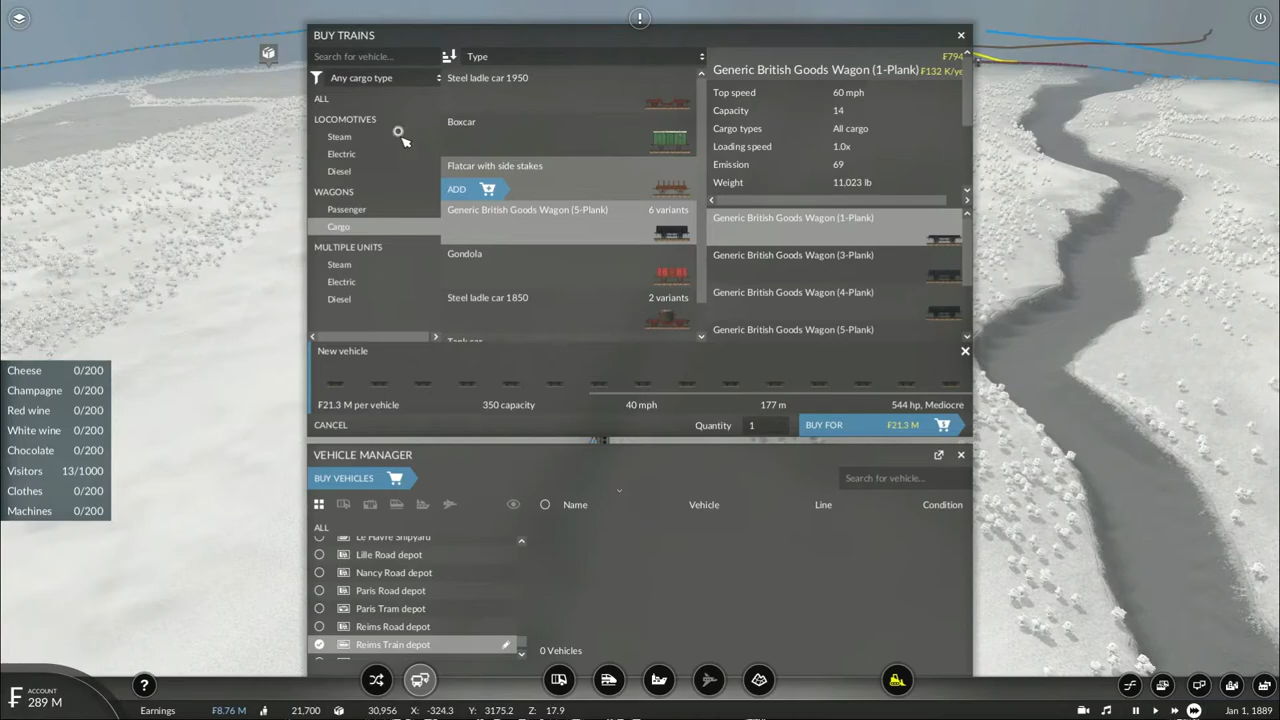 BUY TRAINS
Search for vehicle...
Type
Any cargo type
ALL
LOCOMOTIVES
Steam
Electric
Diesel
WAGONS
Passenger
Cargo
MULTIPLE UNITS
Steam
Electric
Diesel
Steel ladle car 1950
Boxcar
Flatcar with side stakes
ADD
Generic British Goods Wagon (5-Plank) 6 variants
Gondola
Steel ladle car 1850 2 variants
Tank car
₣794
Generic British Goods Wagon (1-Plank) ₣132 K/ye
Top speed 60 mph
Capacity 14
Cargo types All cargo
Loading speed 1.0x
Emission 69
Weight 11,023 lb
Generic British Goods Wagon (1-Plank)
Generic British Goods Wagon (3-Plank)
Generic British Goods Wagon (4-Plank)
Generic British Goods Wagon (5-Plank)
New vehicle
₣21.3 M per vehicle 350 capacity 40 mph 177 m 544 hp, Mediocre
CANCEL Quantity 1 BUY FOR ₣21.3 M
Cheese 0/200
Champagne 0/200
Red wine 0/200
White wine 0/200
Chocolate 0/200
Visitors 13/1000
Clothes 0/200
Machines 0/200
VEHICLE MANAGER
BUY VEHICLES Search for vehicle...
Name Vehicle Line Condition
ALL
Le Havre Shipyard
Lille Road depot
Nancy Road depot
Paris Road depot
Paris Tram depot
Reims Road depot
Reims Train depot
0 Vehicles
₣ ACCOUNT
289 M
Earnings ₣8.76 M 21,700 30,956 X: -324.3 Y: 3175.2 Z: 17.9 Jan 1, 1889